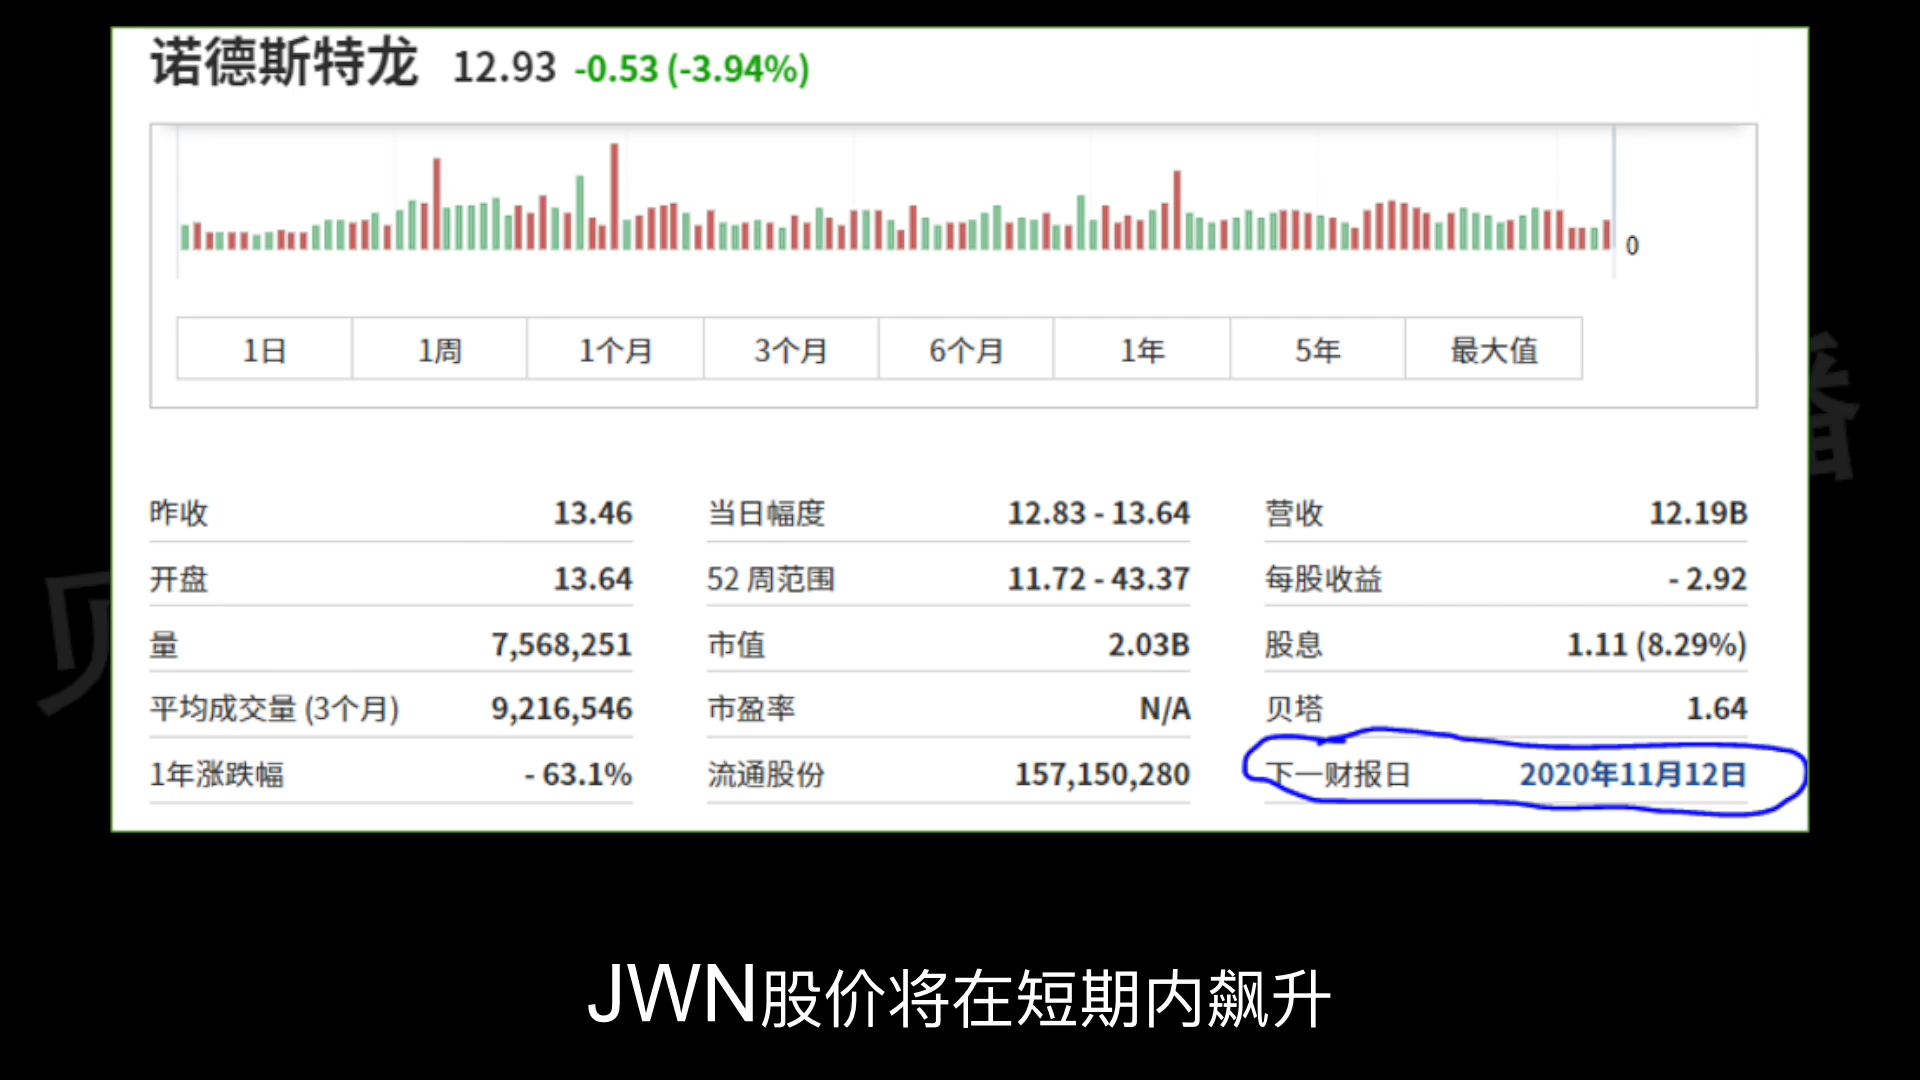 诺德斯特龙 12.93 -0.53 (-3.94%)
0
1日 1周 1个月 3个月 6个月 1年 5年 最大值
昨收 13.46 当日幅度 12.83 - 13.64 营收 12.19B
开盘 13.64 52 周范围 11.72 - 43.37 每股收益 - 2.92
量 7,568,251 市值 2.03B 股息 1.11 (8.29%)
平均成交量 (3个月) 9,216,546 市盈率 N/A 贝塔 1.64
1年涨跌幅 - 63.1% 流通股份 157,150,280 下一财报日 2020年11月12日
JWN股价将在短期内飙升